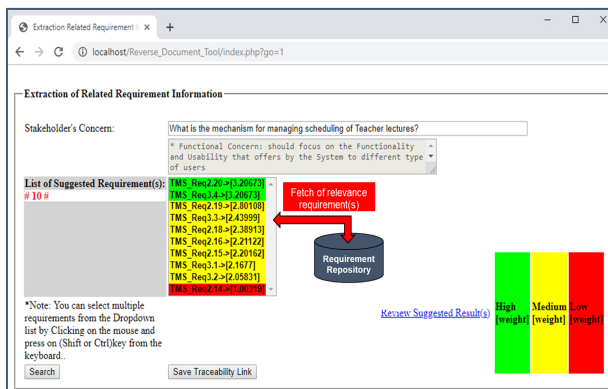 Extraction Related Requirement I
localhost/Reverse_Document_Tool/index.php?go=1
Extraction of Related Requirement Information
Stakeholder's Concern:
What is the mechanism for managing scheduling of Teacher lectures?
* Functional Concern: should focus on the Functionality
and Usability that offers by the System to different type
of users
List of Suggested Requirement(s):
# 10 #
TMS_Req2.20->[3.20673]
TMS_Req3.4->[3.20673]
TMS_Req2.19->[2.80108]
TMS_Req3.3->[2.43999]
TMS_Req2.18->[2.38913]
TMS_Req2.16->[2.21122]
TMS_Req2.15->[2.20162]
TMS_Req3.1->[2.1677]
TMS_Req3.2->[2.05831]
TMS_Req2.14->[1.00319]
Fetch of relevance
requirement(s)
Requirement
Repository
*Note: You can select multiple
requirements from the Dropdown
list by Clicking on the mouse and
press on (Shift or Ctrl)key from the
keyboard..
Review Suggested Result(s)
High Medium Low
[weight] [weight] [weight]
Search
Save Traceability Link